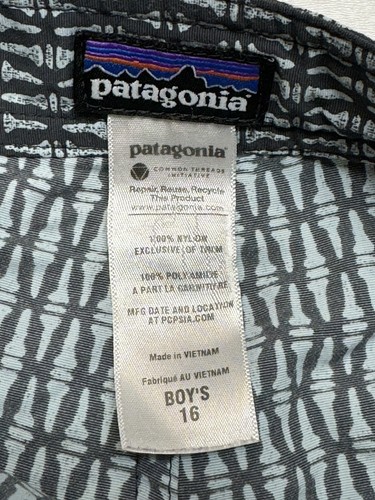 patagonia®
patagonia®
COMMON THREADS
INITIATIVE
Repair, Reuse, Recycle
This Product
www.patagonia.com
100% NYLON
EXCLUSIVE OF TRIM
100% POLYAMIDE
A PART LA GARNITURE
MFG DATE AND LOCATION
AT PCPSIA.COM
Made in VIETNAM
Fabriqué AU VIETNAM
BOY'S
16